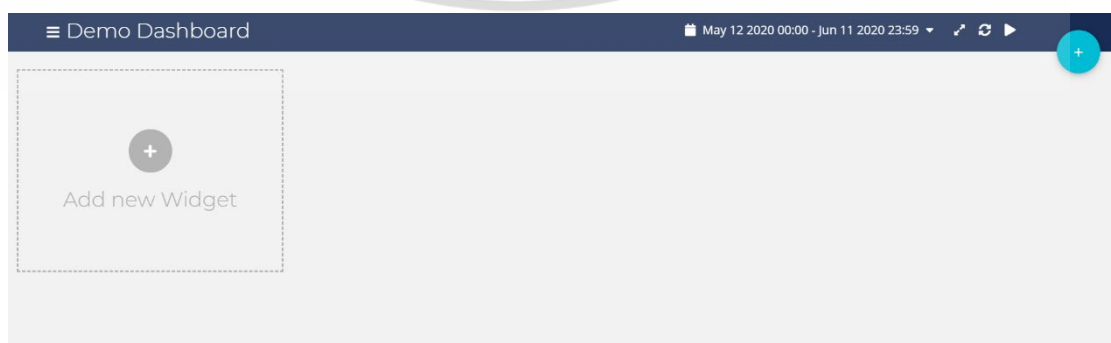 Demo Dashboard
May 12 2020 00:00 - Jun 11 2020 23:59
+
+
Add new Widget